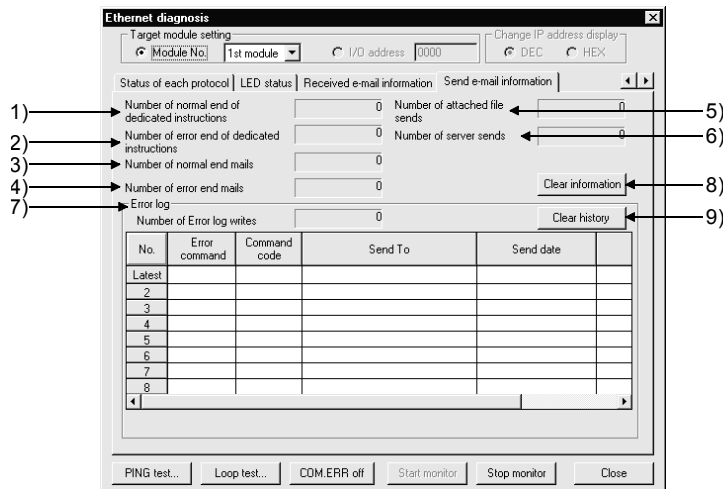 Ethernet diagnosis
Target module setting
Module No. 1st module I/O address 0000
Change IP address display
DEC HEX
Status of each protocol LED status Received e-mail information Send e-mail information
1) Number of normal end of dedicated instructions 0
Number of attached file sends 0 5)
2) Number of error end of dedicated instructions 0
Number of server sends 0 6)
3) Number of normal end mails 0
4) Number of error end mails 0
Clear information 8)
7) Error log
Number of Error log writes 0
Clear history 9)
No. Error command Command code Send To Send date
Latest
2
3
4
5
6
7
8
PING test... Loop test... COM.ERR off Start monitor Stop monitor Close